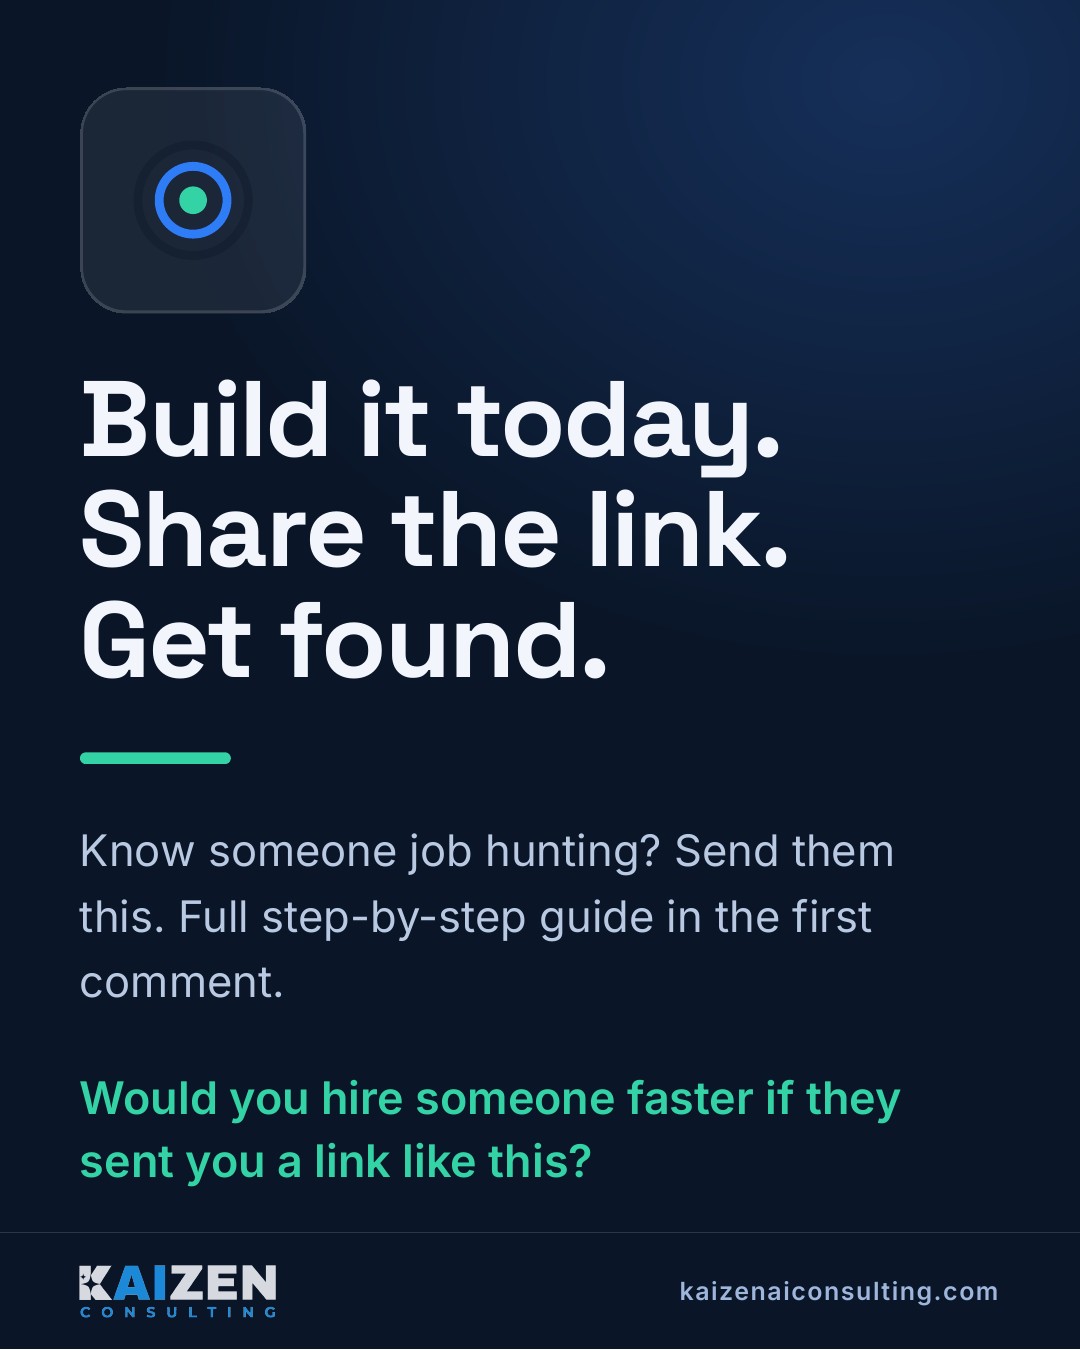 Build it today.
Share the link.
Get found.
Know someone job hunting? Send them
this. Full step-by-step guide in the first
comment.
Would you hire someone faster if they
sent you a link like this?
KAIZEN
CONSULTING
kaizenaiconsulting.com